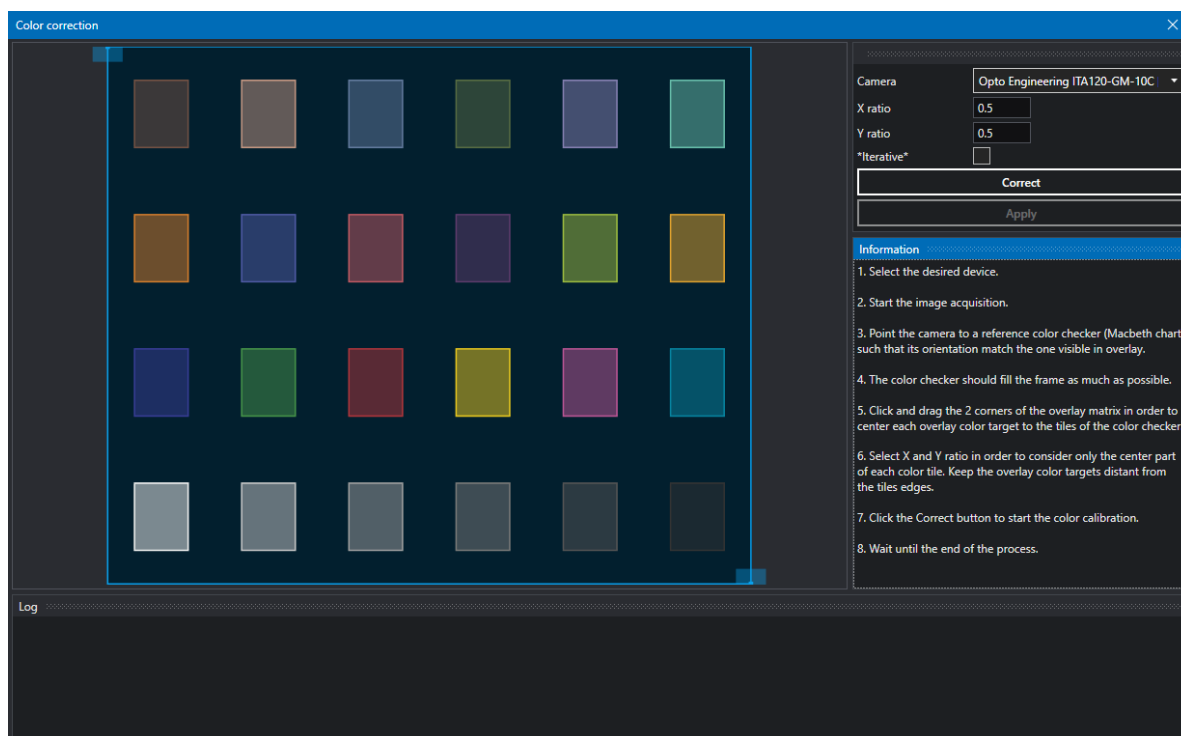 Color correction
Camera
Opto Engineering ITA120-GM-10C
X ratio
0.5
Y ratio
0.5
*Iterative*
Correct
Apply
Information
1. Select the desired device.
2. Start the image acquisition.
3. Point the camera to a reference color checker (Macbeth chart
such that its orientation match the one visible in overlay.
4. The color checker should fill the frame as much as possible.
5. Click and drag the 2 corners of the overlay matrix in order to
center each overlay color target to the tiles of the color checker
6. Select X and Y ratio in order to consider only the center part
of each color tile. Keep the overlay color targets distant from
the tiles edges.
7. Click the Correct button to start the color calibration.
8. Wait until the end of the process.
Log